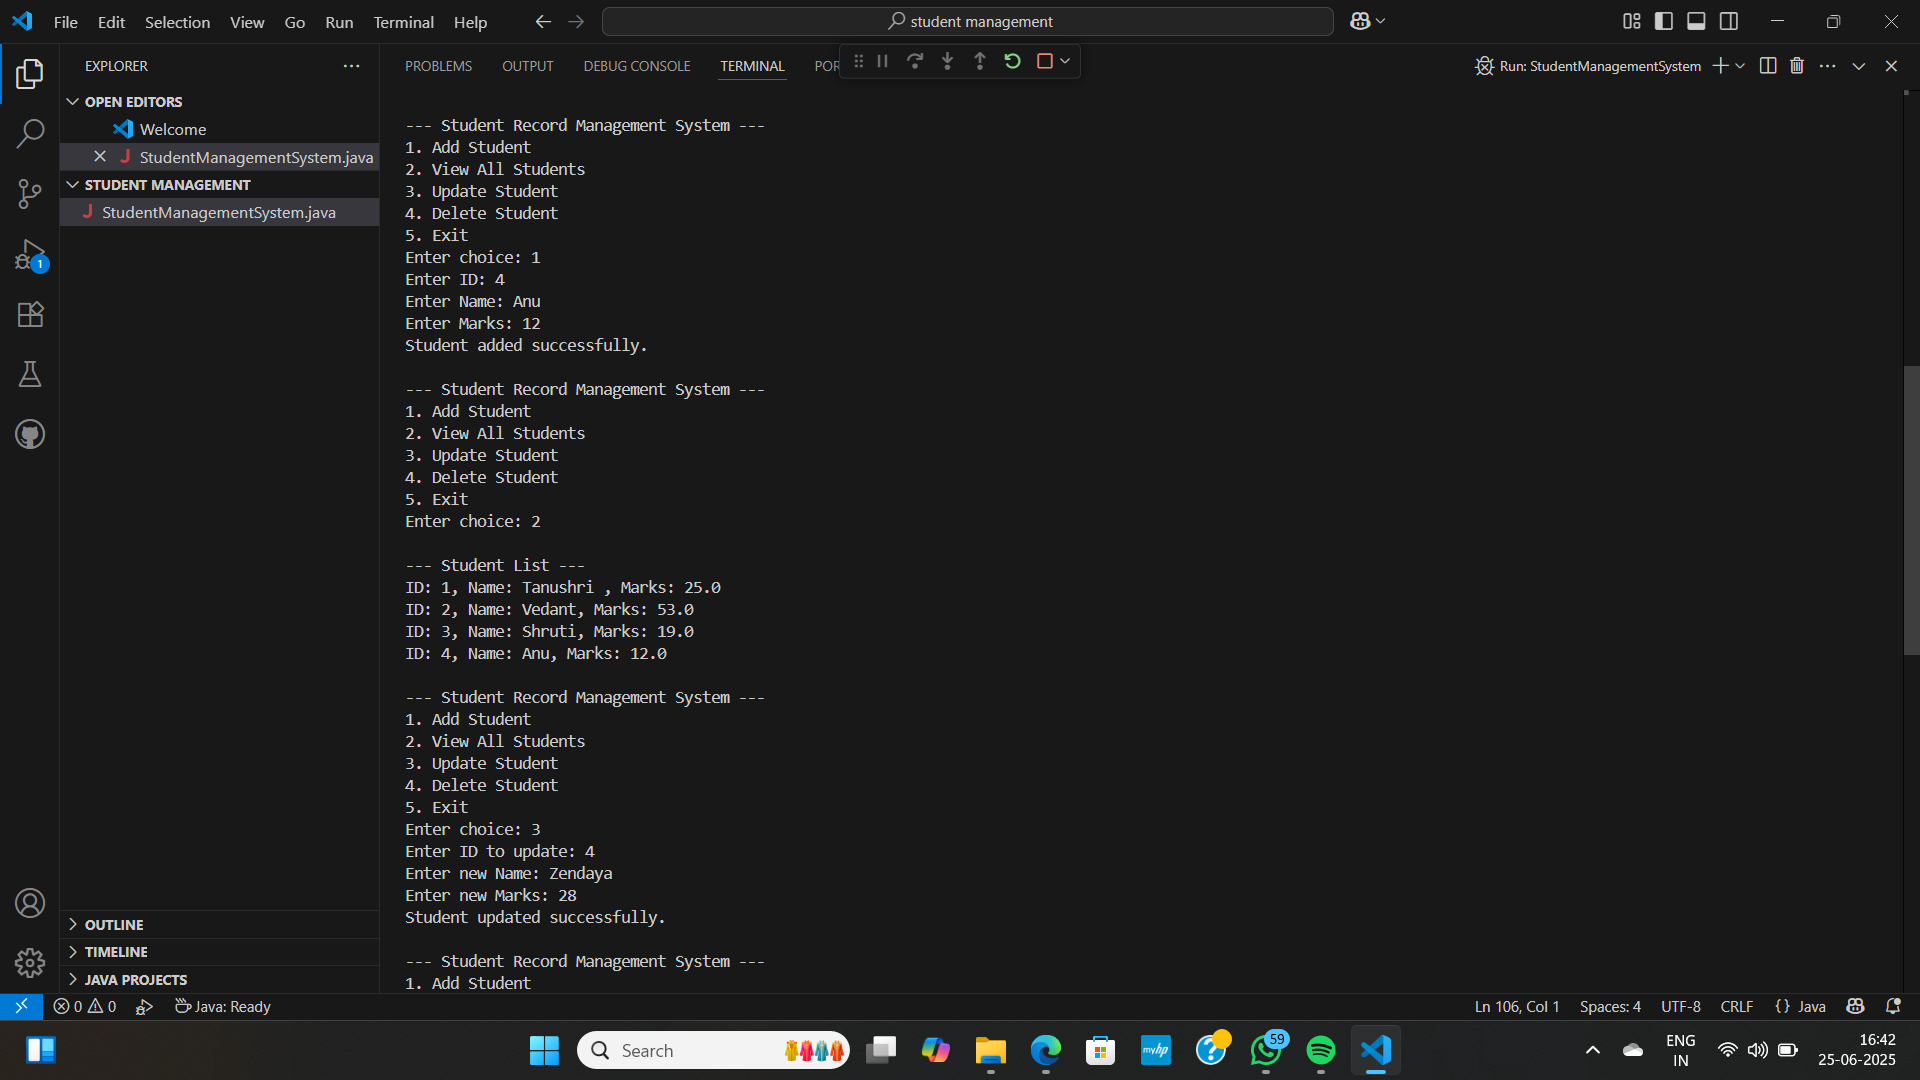 File Edit Selection View Go Run Terminal Help
student management
EXPLORER
PROBLEMS OUTPUT DEBUG CONSOLE TERMINAL POR
Run: StudentManagementSystem
OPEN EDITORS
Welcome
J StudentManagementSystem.java
STUDENT MANAGEMENT
J StudentManagementSystem.java
1
OUTLINE
TIMELINE
JAVA PROJECTS
--- Student Record Management System ---
1. Add Student
2. View All Students
3. Update Student
4. Delete Student
5. Exit
Enter choice: 1
Enter ID: 4
Enter Name: Anu
Enter Marks: 12
Student added successfully.
--- Student Record Management System ---
1. Add Student
2. View All Students
3. Update Student
4. Delete Student
5. Exit
Enter choice: 2
--- Student List ---
ID: 1, Name: Tanushri , Marks: 25.0
ID: 2, Name: Vedant, Marks: 53.0
ID: 3, Name: Shruti, Marks: 19.0
ID: 4, Name: Anu, Marks: 12.0
--- Student Record Management System ---
1. Add Student
2. View All Students
3. Update Student
4. Delete Student
5. Exit
Enter choice: 3
Enter ID to update: 4
Enter new Name: Zendaya
Enter new Marks: 28
Student updated successfully.
--- Student Record Management System ---
1. Add Student
0 0 Java: Ready
Ln 106, Col 1 Spaces: 4 UTF-8 CRLF {} Java
Search
myhp
?
59
ENG
IN
16:42
25-06-2025